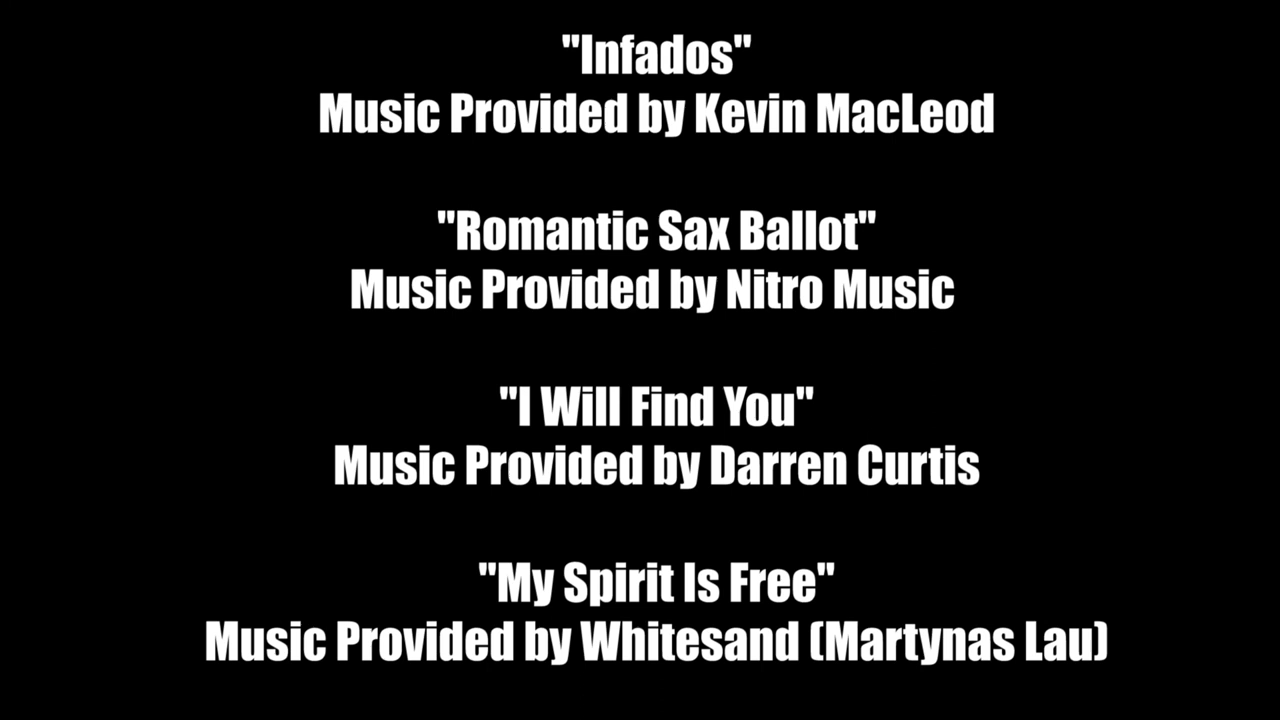 "Infados"
Music Provided by Kevin MacLeod
"Romantic Sax Ballot"
Music Provided by Nitro Music
"I Will Find You"
Music Provided by Darren Curtis
"My Spirit Is Free"
Music Provided by Whitesand (Martynas Lau)